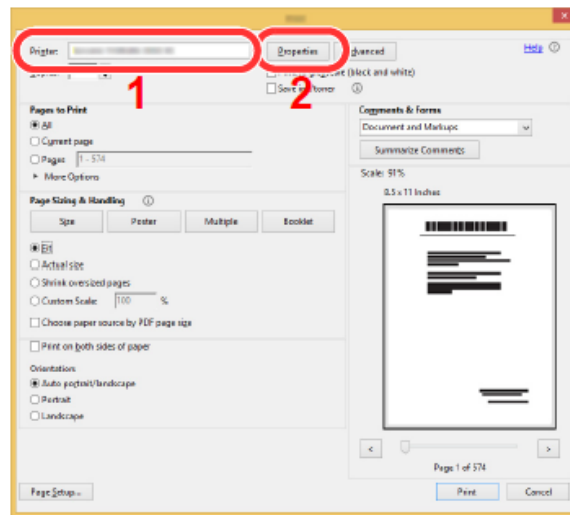 Printer:
Properties
Advanced
Help
1
2
(black and white)
Pages to Print
All
Current page
Pages
1 - 574
More Options
Comments & Forms
Document and Markups
Summarize Comments
Scale: 91%
8.5 x 11 Inches
Page Sizing & Handling
Size
Poster
Multiple
Booklet
Fit
Actual size
Shrink oversized pages
Custom Scale:
100
%
Choose paper source by PDF page size
Print on both sides of paper
Orientation:
Auto portrait/landscape
Portrait
Landscape
<
>
Page 1 of 574
Page Setup...
Print
Cancel